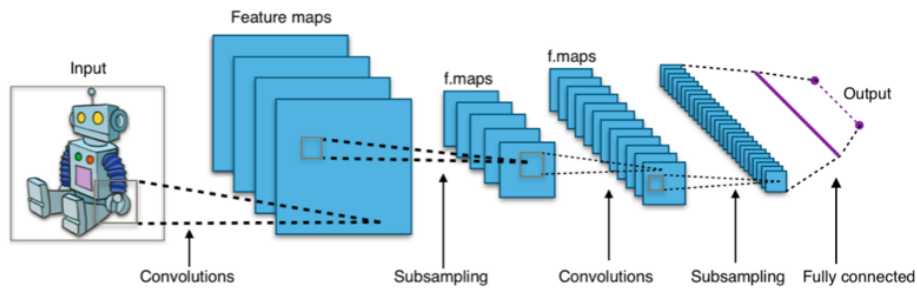 Feature maps
Input
f.maps
f.maps
Output
Convolutions
Subsampling
Convolutions
Subsampling
Fully connected